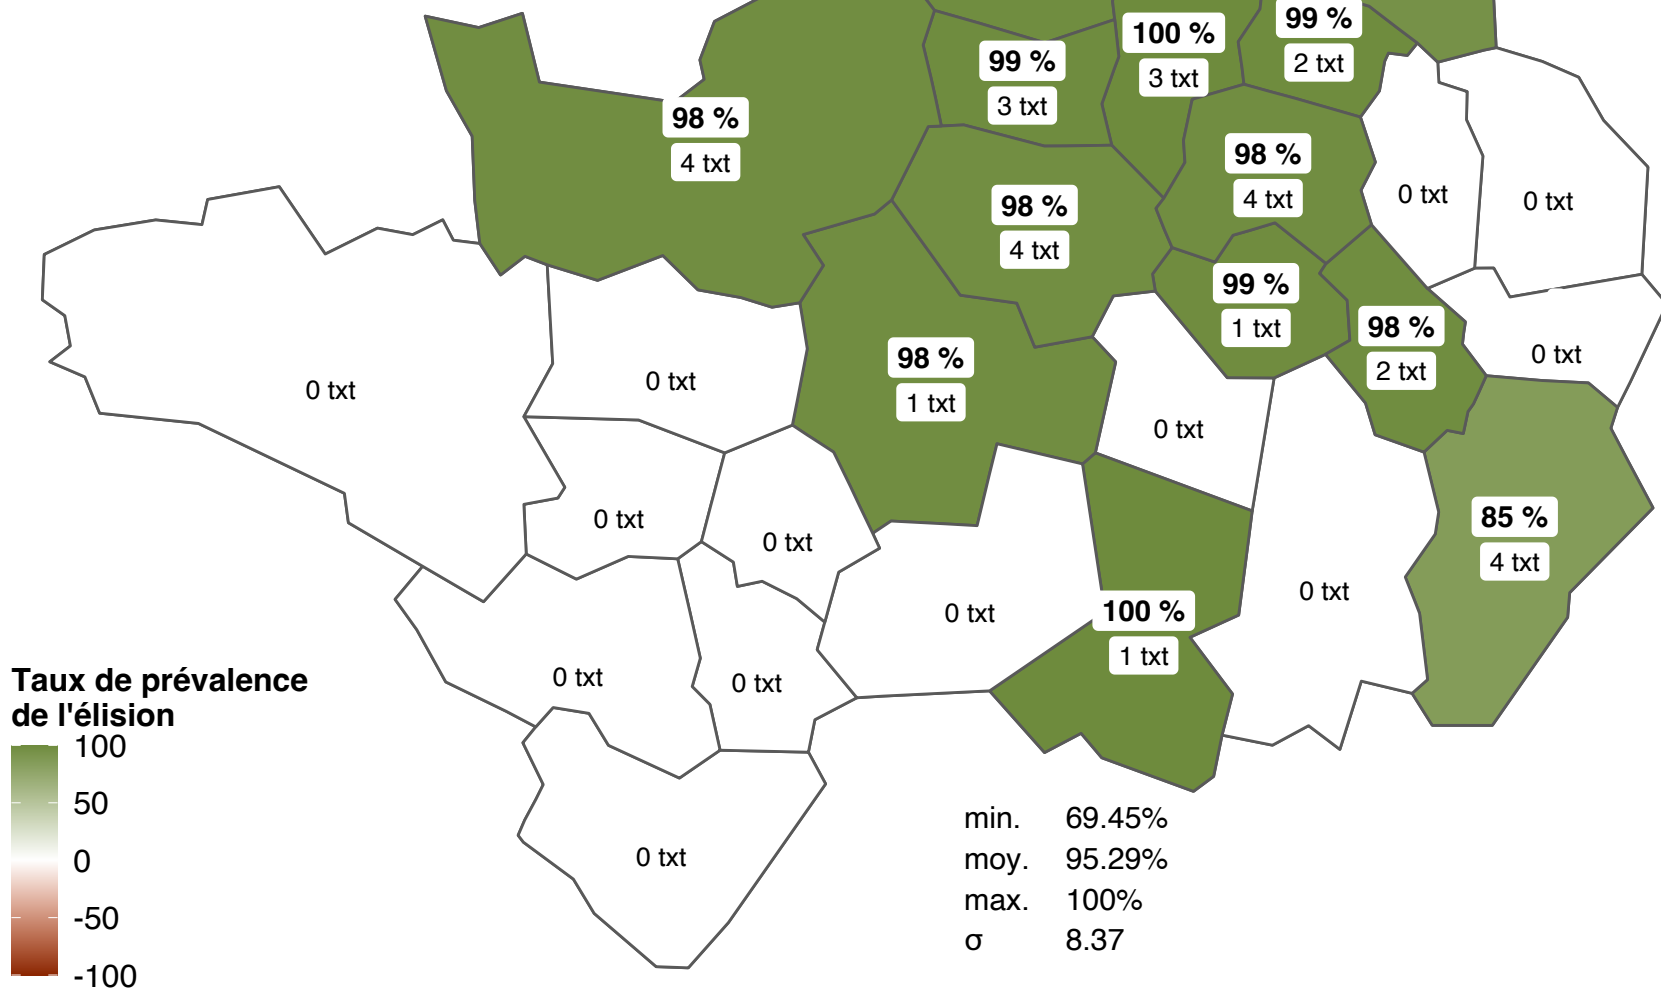 99 %
2 txt
100 %
3 txt
99 %
3 txt
98 %
4 txt
98 %
4 txt
0 txt
0 txt
98 %
4 txt
99 %
1 txt
98 %
2 txt
0 txt
98 %
1 txt
0 txt
0 txt
0 txt
85 %
4 txt
0 txt
0 txt
0 txt
0 txt
100 %
1 txt
0 txt
0 txt
0 txt
Taux de prévalence
de l'élision
100
50
0
-50
-100
min. 69.45%
moy. 95.29%
max. 100%
σ 8.37
0 txt